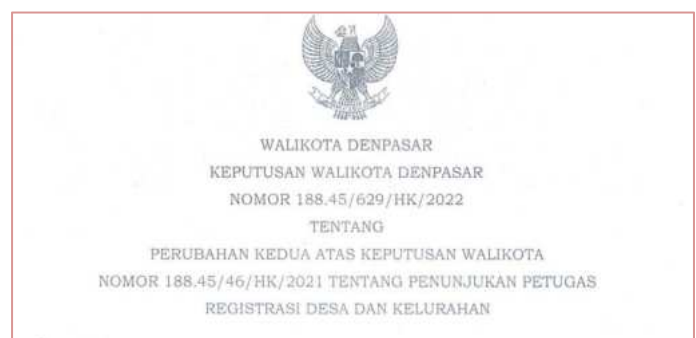 WALIKOTA DENPASAR
KEPUTUSAN WALIKOTA DENPASAR
NOMOR 188.45/629/HK/2022
TENTANG
PERUBAHAN KEDUA ATAS KEPUTUSAN WALIKOTA
NOMOR 188.45/46/HK/2021 TENTANG PENUNJUKAN PETUGAS
REGISTRASI DESA DAN KELURAHAN